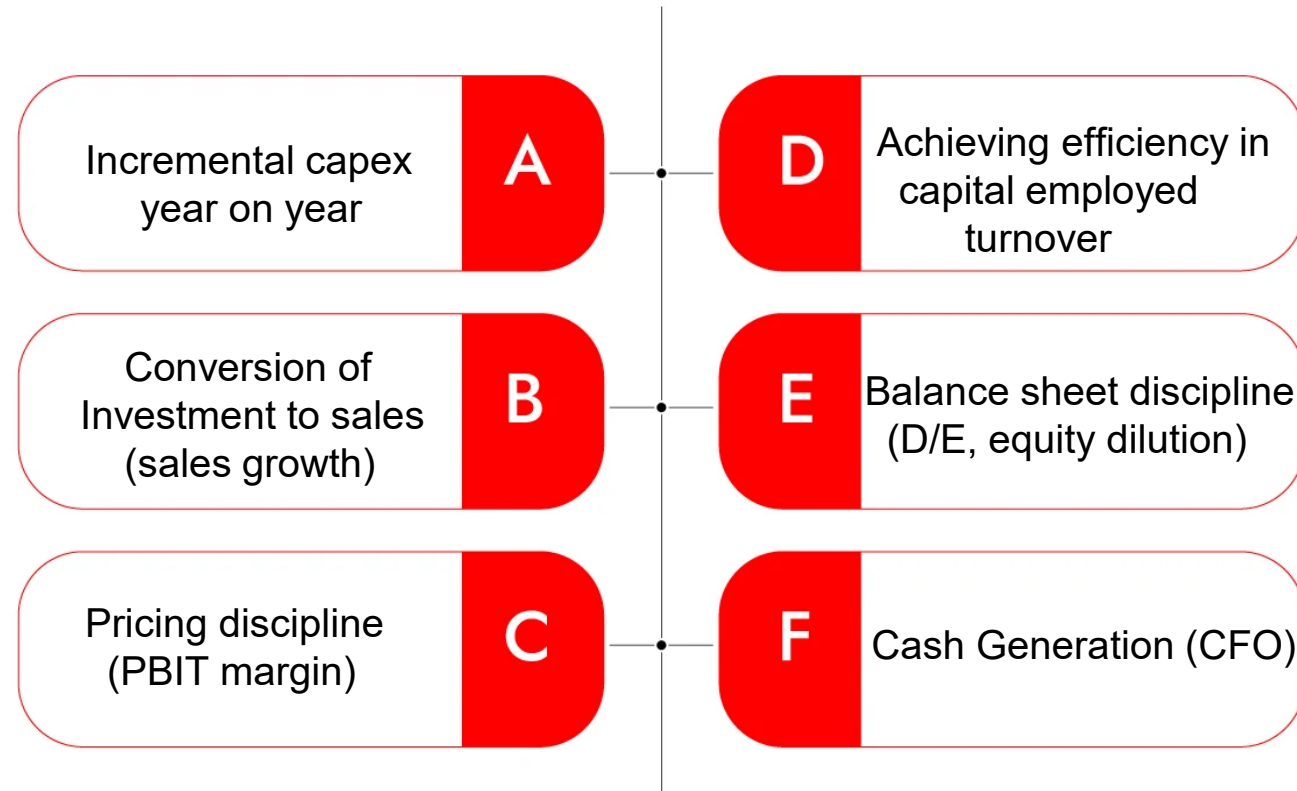 Incremental capex
year on year
A
Conversion of
Investment to sales
(sales growth)
B
Pricing discipline
(PBIT margin)
C
D
Achieving efficiency in
capital employed
turnover
E
Balance sheet discipline
(D/E, equity dilution)
F
Cash Generation (CFO)